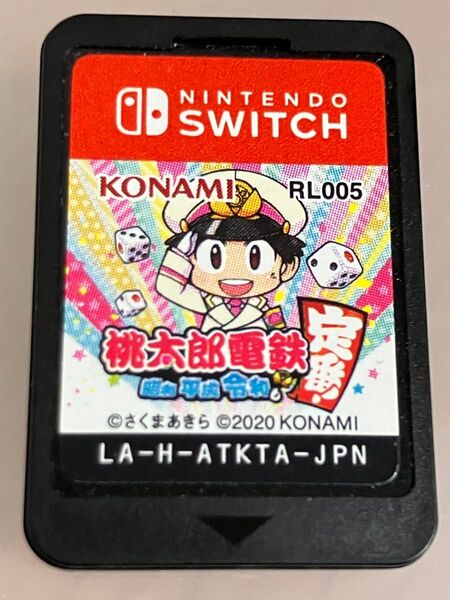 NINTENDO
SWITCH
KONAMI RL005
桃太郎電鉄
昭和 平成 令和も
定番!
©さくまあきら ©2020 KONAMI
LA-H-ATKTA-JPN